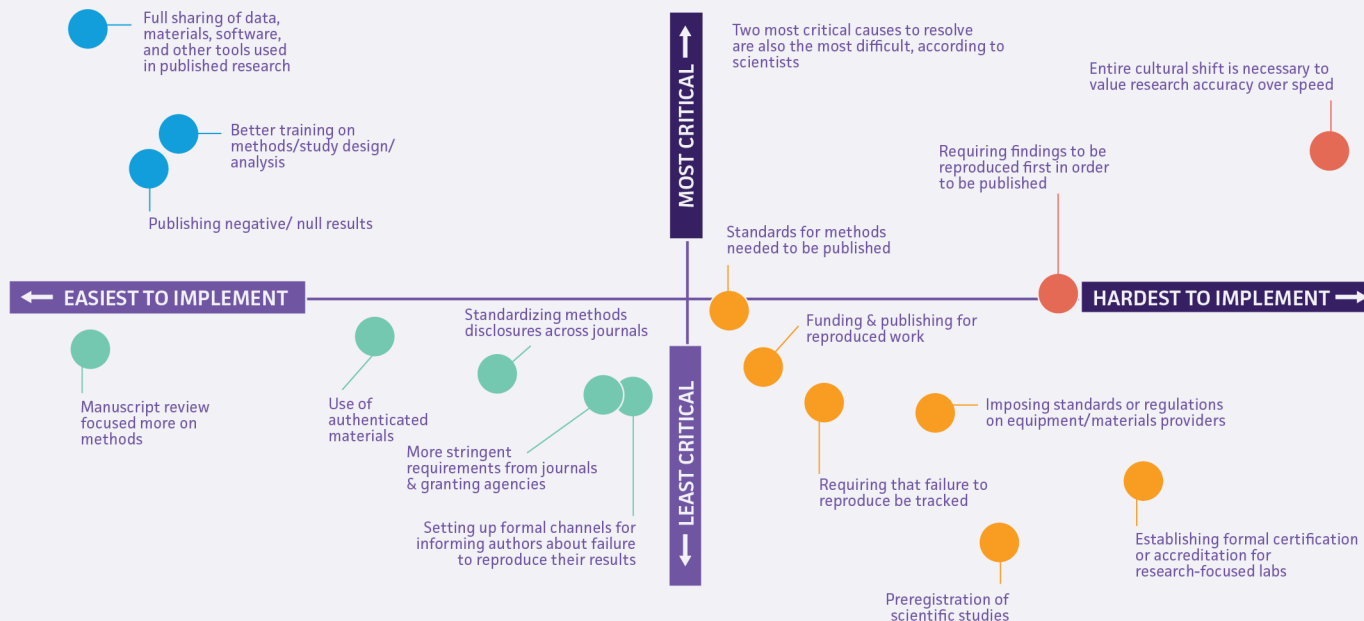 Full sharing of data,
materials, software,
and other tools used
in published research
Better training on
methods/study design/
analysis
Publishing negative/ null results
MOST CRITICAL
Two most critical causes to resolve
are also the most difficult, according to
scientists
Entire cultural shift is necessary to
value research accuracy over speed
Requiring findings to be
reproduced first in order
to be published
Standards for methods
needed to be published
EASIEST TO IMPLEMENT
HARDEST TO IMPLEMENT
Manuscript review
focused more on
methods
Use of
authenticated
materials
Standardizing methods
disclosures across journals
More stringent
requirements from journals
& granting agencies
Setting up formal channels for
informing authors about failure
to reproduce their results
LEAST CRITICAL
Funding & publishing for
reproduced work
Requiring that failure to
reproduce be tracked
Imposing standards or regulations
on equipment/materials providers
Preregistration of
scientific studies
Establishing formal certification
or accreditation for
research-focused labs